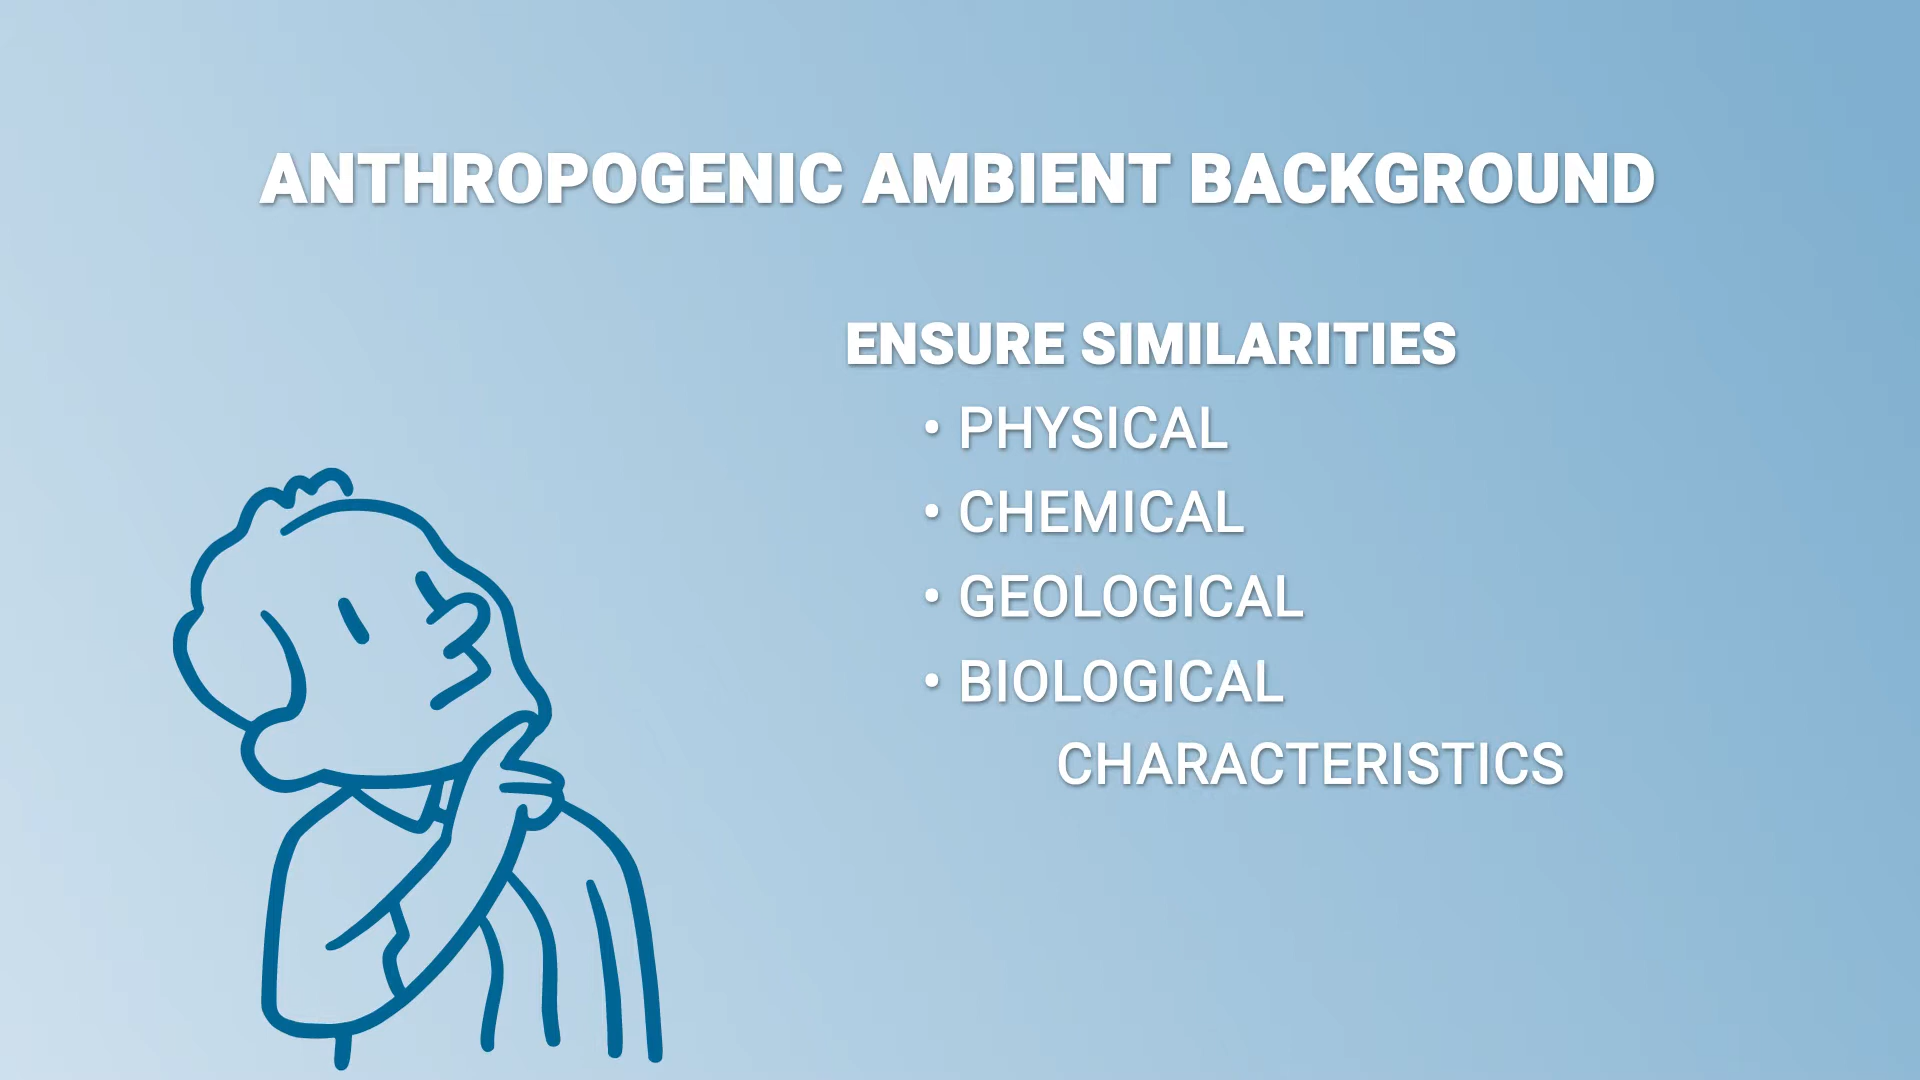 ANTHROPOGENIC AMBIENT BACKGROUND
ENSURE SIMILARITIES
• PHYSICAL
• CHEMICAL
• GEOLOGICAL
• BIOLOGICAL
CHARACTERISTICS